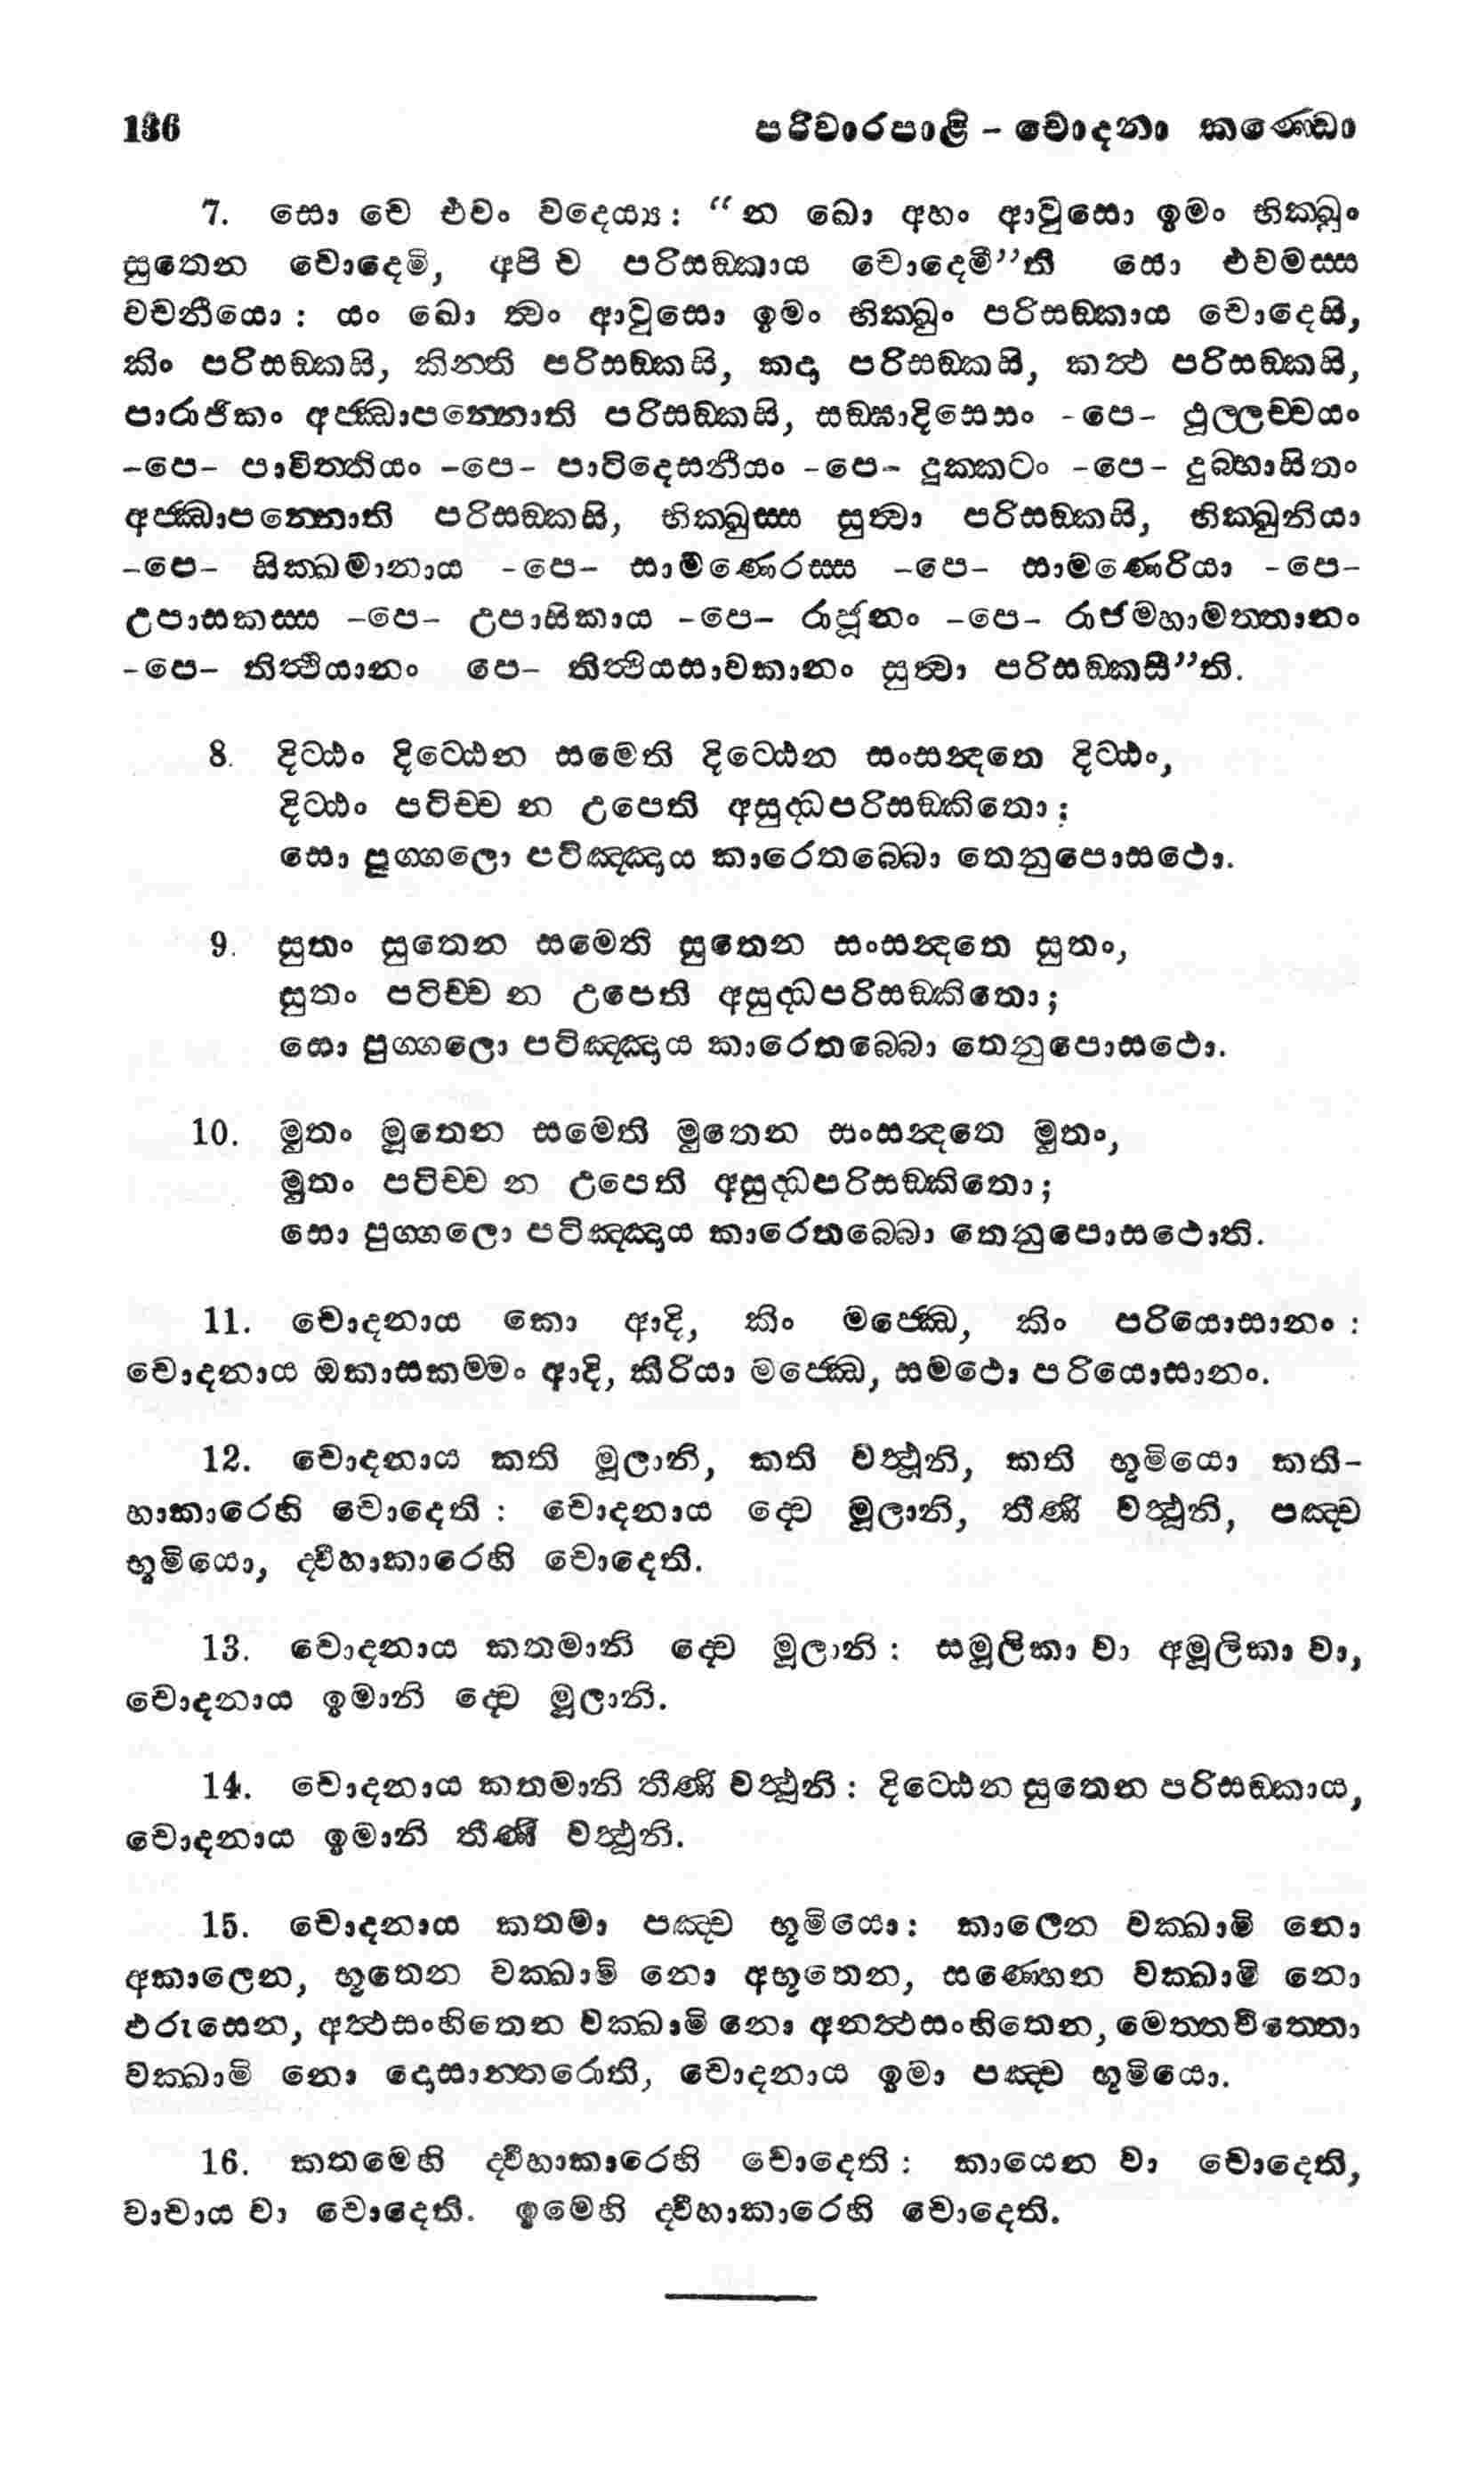 136 පරිවාරපාළි - චොදනා කණ්ඩො
7. සො චෙ එවං වදෙය්‍ය: “න ඛො අහං ආවුසො ඉමං භික්ඛුං
සුතෙන චොදෙමි, අපි ච පරිසඞ්කාය චොදෙමී”ති සො එවමස්ස
වචනීයො: යං ඛො ත්‍වං ආවුසො ඉමං භික්ඛුං පරිසඞ්කාය චොදෙසි,
කිං පරිසඞ්කසි, කින්ති පරිසඞ්කසි, කදා පරිසඞ්කසි, කත්‍ථ පරිසඞ්කසි,
පාරාජිකං අජ්ඣාපන්නොති පරිසඞ්කසි, සඞ්ඝාදිසෙසං -පෙ- ථූල්ලච්චයං
-පෙ- පාචිත්තියං -පෙ- පාටිදෙසනීයං -පෙ- දුක්කටං -පෙ- දුබ්භාසිතං
අජ්ඣාපන්නොති පරිසඞ්කසි, භික්ඛුස්ස සුත්‍වා පරිසඞ්කසි, භික්ඛුනියා
-පෙ- සික්ඛමානාය -පෙ- සාමණෙරස්ස -පෙ- සාමණෙරියා -පෙ-
උපාසකස්ස -පෙ- උපාසිකාය -පෙ- රාජූනං -පෙ- රාජමහාමත්තානං
-පෙ- තිත්‍ථියානං පෙ- තිත්‍ථියසාවකානං සුත්‍වා පරිසඞ්කසී”ති.
8. දිට්ඨං දිට්ඨෙන සමෙති දිට්ඨෙන සංසන්‍දතෙ දිට්ඨං,
දිට්ඨං පටිච්ච න උපෙති අසුද්ධපරිසඞ්කිතො;
සො පුග්ගලො පටිඤ්ඤාය කාරෙතබ්බො තෙනුපොසථො.
9. සුතං සුතෙන සමෙති සුතෙන සංසන්‍දතෙ සුතං,
සුතං පටිච්ච න උපෙති අසුද්ධපරිසඞ්කිතො;
සො පුග්ගලො පටිඤ්ඤාය කාරෙතබ්බො තෙනුපොසථො.
10. මුතං මුතෙන සමෙති මුතෙන සංසන්‍දතෙ මුතං,
මුතං පටිච්ච න උපෙති අසුද්ධපරිසඞ්කිතො;
සො පුග්ගලො පටිඤ්ඤාය කාරෙතබ්බො තෙනුපොසථොති.
11. චොදනාය කො ආදි, කිං මජ්ඣෙ, කිං පරියොසානං:
චොදනාය ඔකාසකම්මං ආදි, කිරියා මජ්ඣෙ, සමථො පරියොසානං.
12. චොදනාය කති මූලානි, කති වත්‍ථූනි, කති භූමියො කති-
හාකාරෙහි චොදෙති: චොදනාය ද්‍වෙ මූලානි, තීණි වත්‍ථූනි, පඤ්ච
භූමියො, ද්‍වීහාකාරෙහි චොදෙති.
13. චොදනාය කතමානි ද්‍වෙ මූලානි: සමූලිකා වා අමූලිකා වා,
චොදනාය ඉමානි ද්‍වෙ මූලානි.
14. චොදනාය කතමානි තීණි වත්‍ථූනි: දිට්ඨෙන සුතෙන පරිසඞ්කාය,
චොදනාය ඉමානි තීණි වත්‍ථූනි.
15. චොදනාය කතමා පඤ්ච භූමියො: කාලෙන වක්ඛාමි නො
අකාලෙන, භූතෙන වක්ඛාමි නො අභූතෙන, සණ්හෙන වක්ඛාමි නො
ඵරුසෙන, අත්‍ථසංහිතෙන වක්ඛාමි නො අනත්‍ථසංහිතෙන, මෙත්තචිත්තො
වක්ඛාමි නො දොසාන්තරොති, චොදනාය ඉමා පඤ්ච භූමියො.
16. කතමෙහි ද්‍වීහාකාරෙහි චොදෙති: කායෙන වා චොදෙති,
වාචාය වා චොදෙති. ඉමෙහි ද්‍වීහාකාරෙහි චොදෙති.